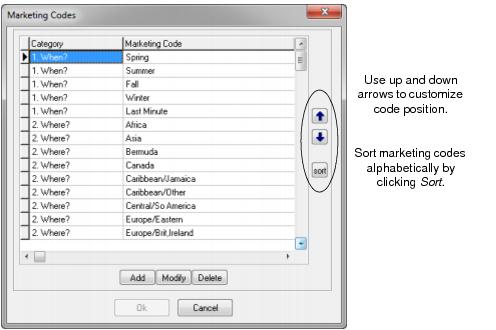 Marketing Codes
Category Marketing Code
1. When? Spring
1. When? Summer
1. When? Fall
1. When? Winter
1. When? Last Minute
2. Where? Africa
2. Where? Asia
2. Where? Bermuda
2. Where? Canada
2. Where? Caribbean/Jamaica
2. Where? Caribbean/Other
2. Where? Central/So America
2. Where? Europe/Eastern
2. Where? Europe/Brit,Ireland
sort
Add Modify Delete
Ok Cancel
Use up and down
arrows to customize
code position.
Sort marketing codes
alphabetically by
clicking Sort.